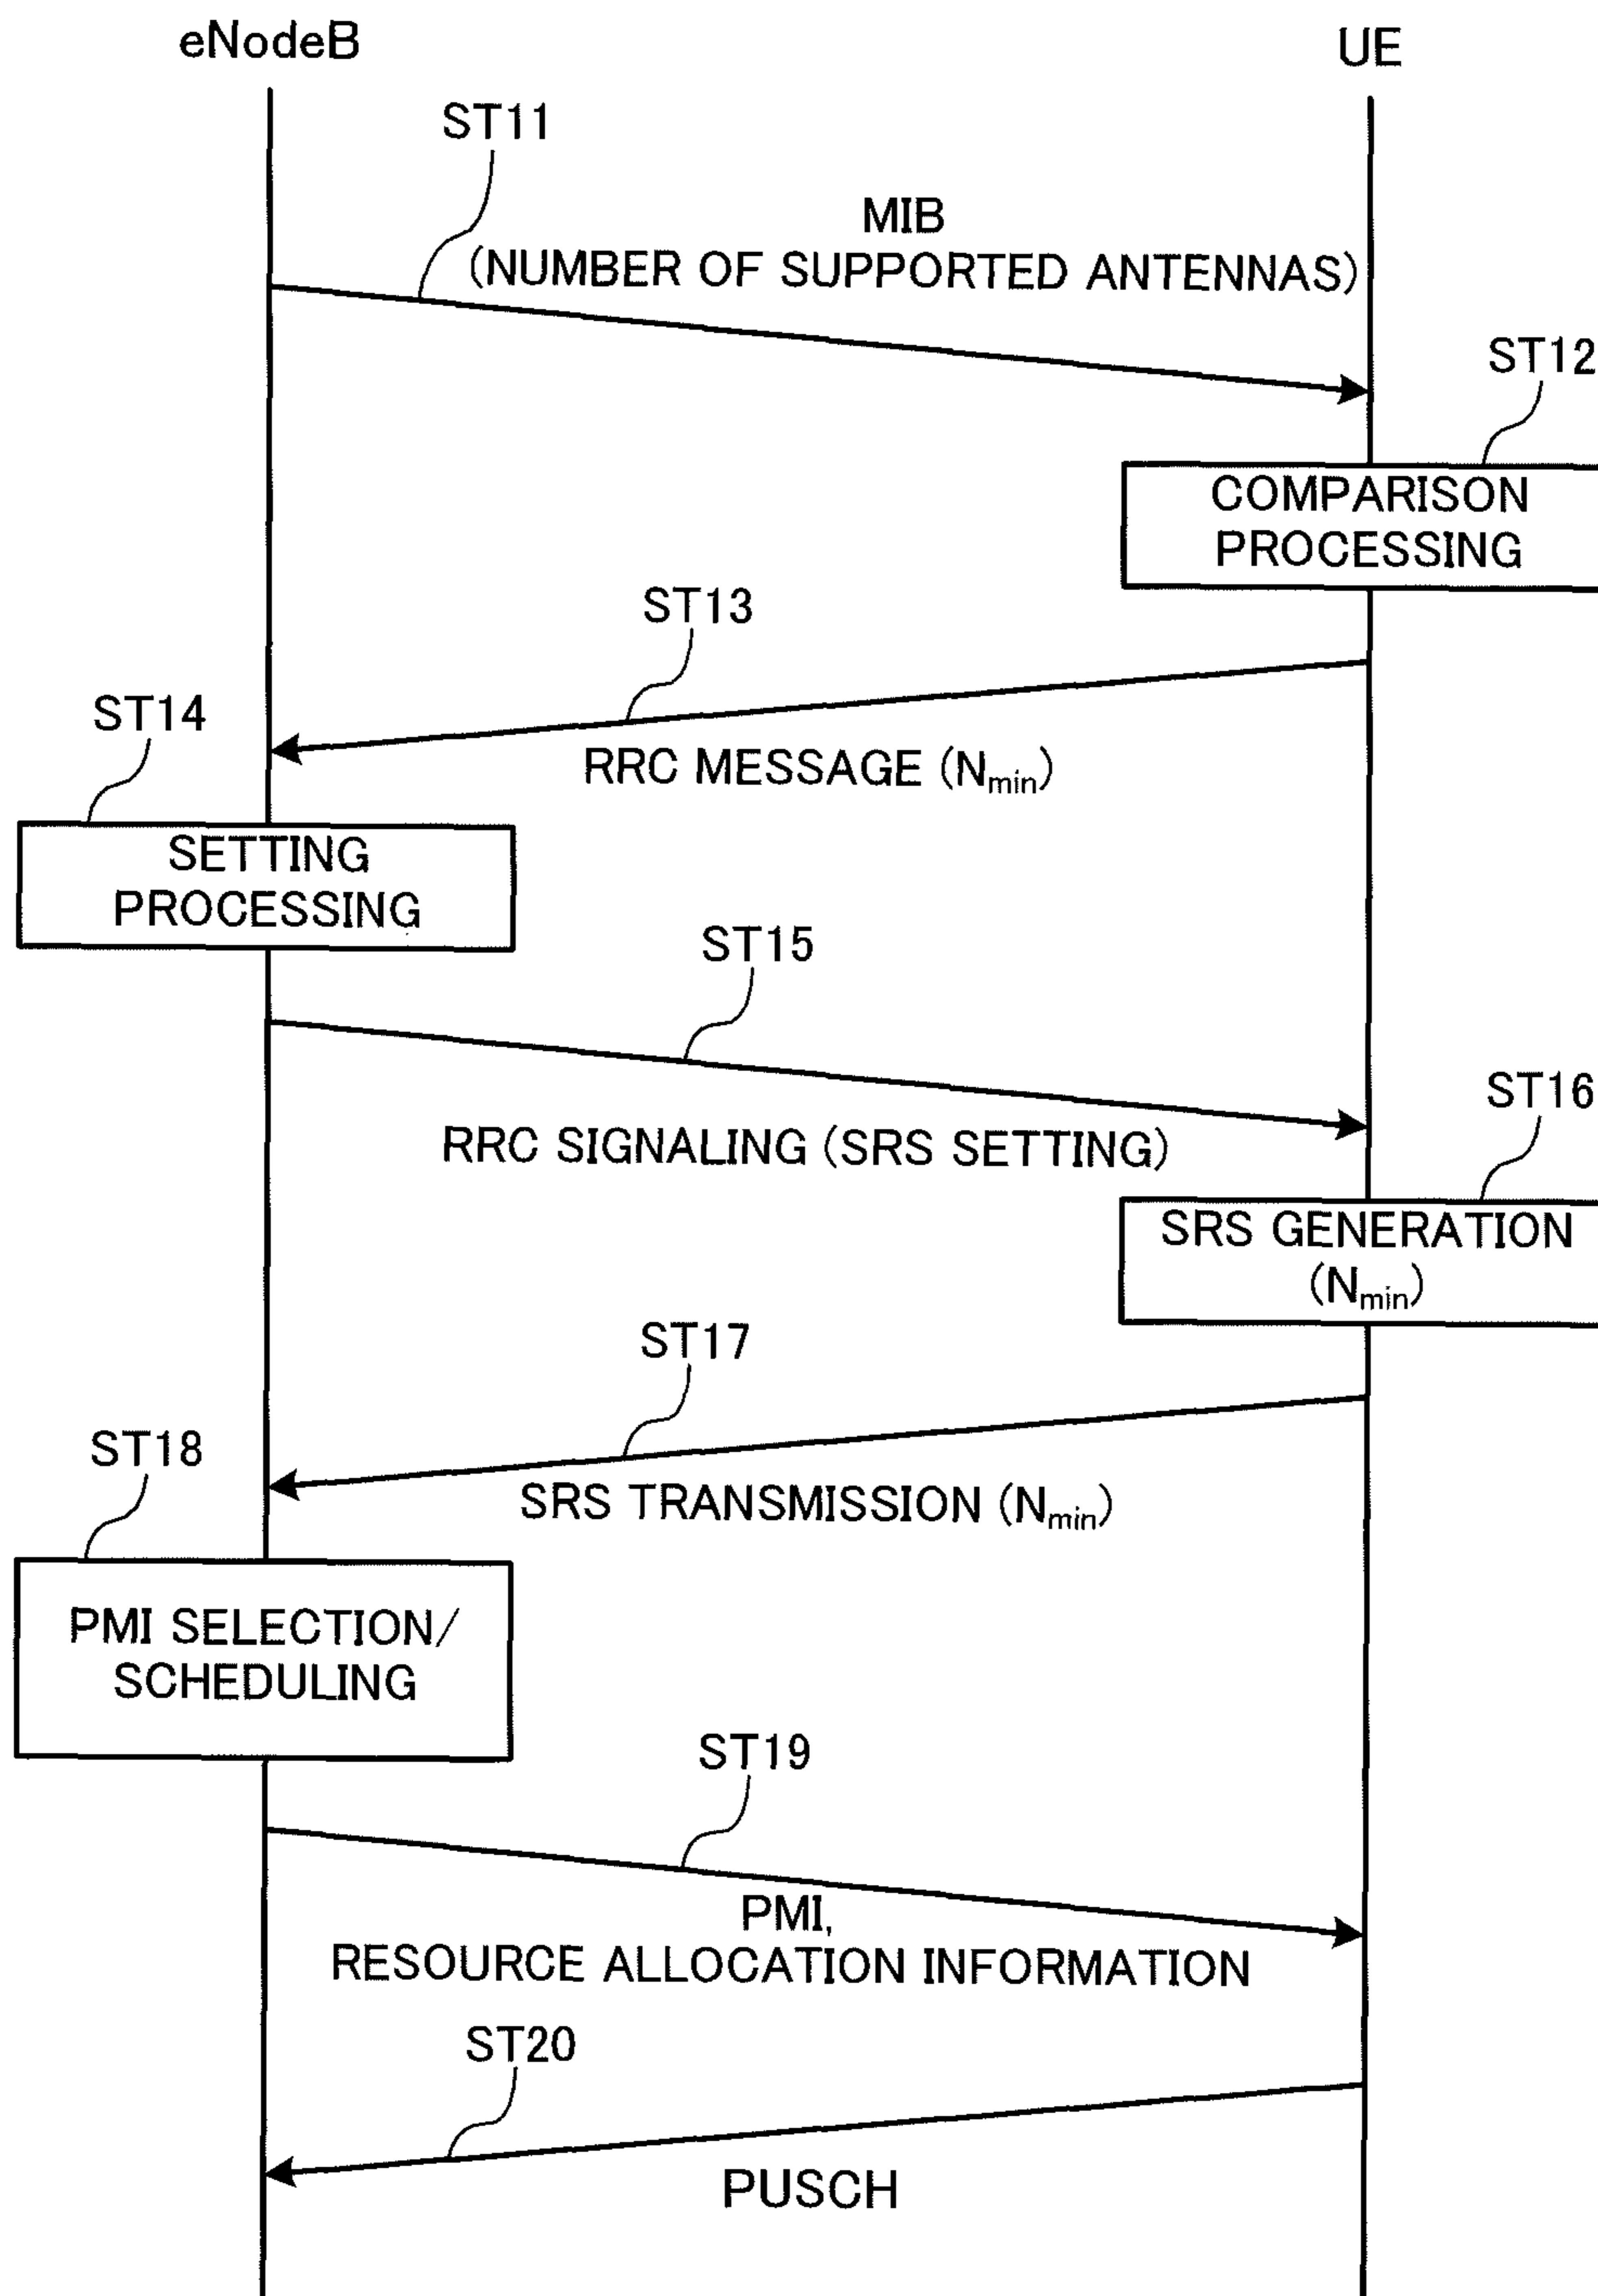 eNodeB
UE
ST11
MIB
(NUMBER OF SUPPORTED ANTENNAS)
ST12
COMPARISON
PROCESSING
ST13
RRC MESSAGE (Nmin)
ST14
SETTING
PROCESSING
ST15
RRC SIGNALING (SRS SETTING)
ST16
SRS GENERATION
(Nmin)
ST17
SRS TRANSMISSION (Nmin)
ST18
PMI SELECTION/
SCHEDULING
ST19
PMI,
RESOURCE ALLOCATION INFORMATION
ST20
PUSCH